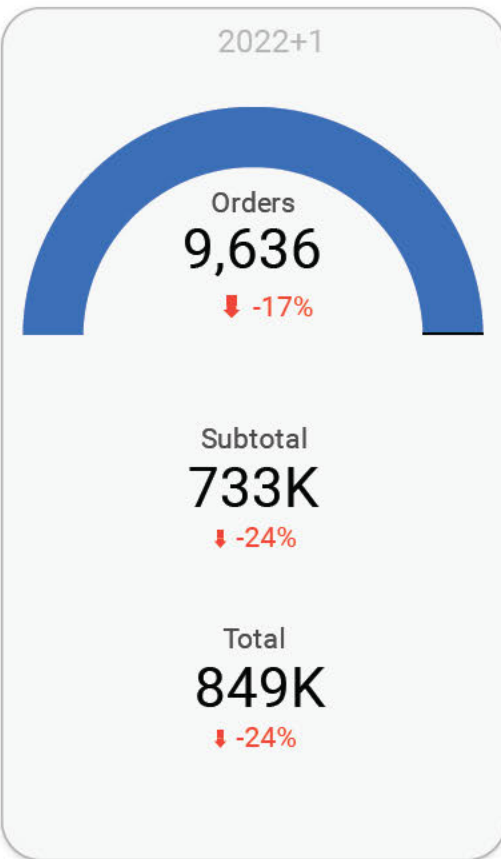 2022+1
Orders
9,636
-17%
Subtotal
733K
-24%
Total
849K
-24%